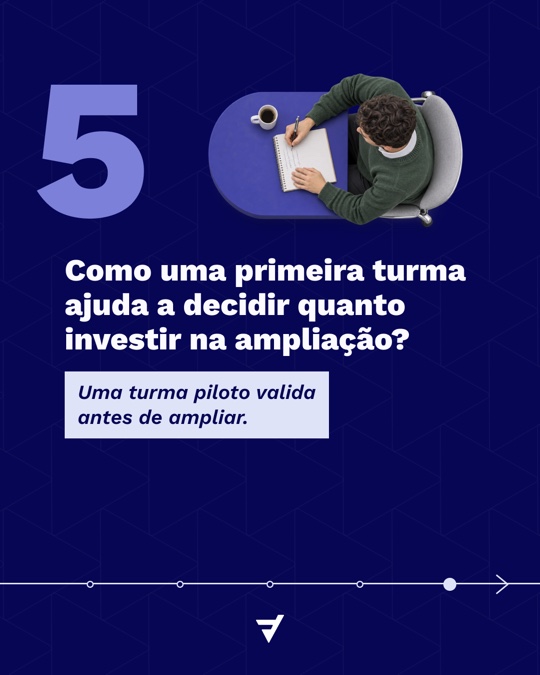 5
Como uma primeira turma
ajuda a decidir quanto
investir na ampliação?
Uma turma piloto valida
antes de ampliar.